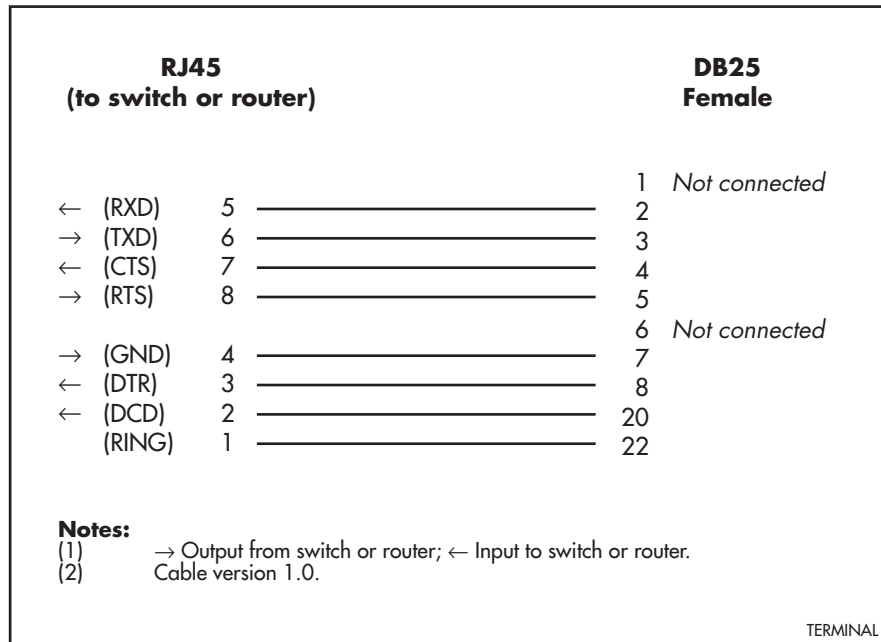 RJ45 DB25
(to switch or router) Female
1 Not connected
← (RXD) 5 2
→ (TXD) 6 3
← (CTS) 7 4
→ (RTS) 8 5
6 Not connected
→ (GND) 4 7
← (DTR) 3 8
← (DCD) 2 20
(RING) 1 22
Notes:
(1) → Output from switch or router; ← Input to switch or router.
(2) Cable version 1.0.
TERMINAL